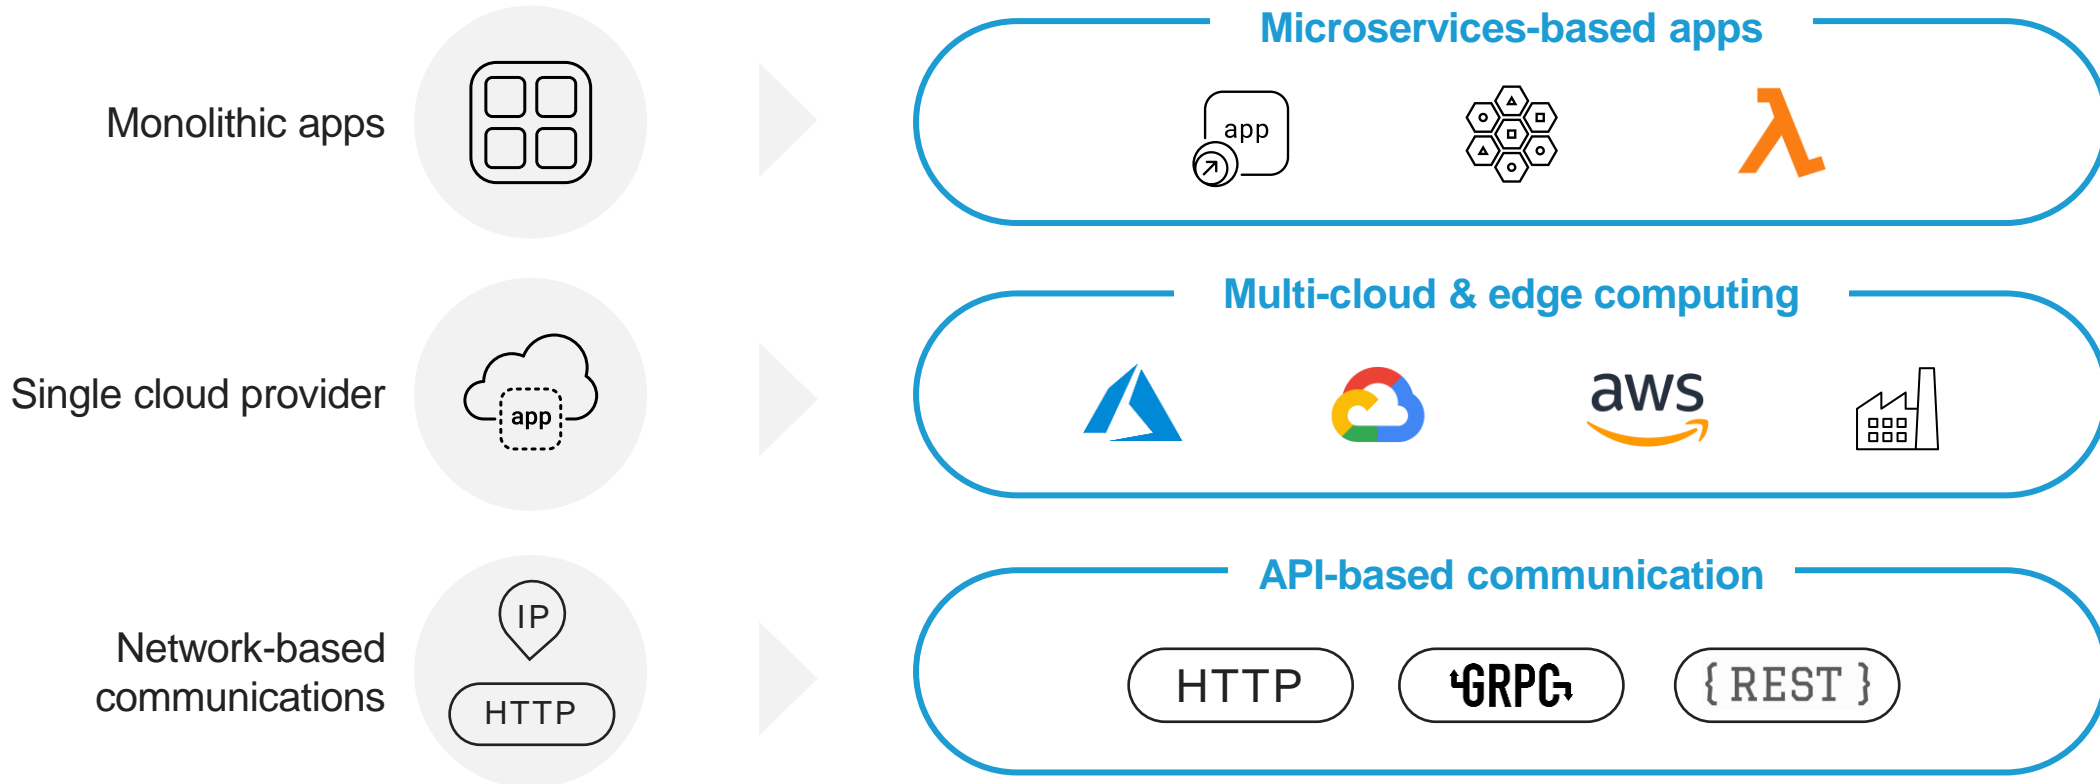 Monolithic apps
Microservices-based apps
app
Single cloud provider
app
Multi-cloud & edge computing
aws
Network-based
communications
IP
HTTP
API-based communication
HTTP
GRPC
{ REST }